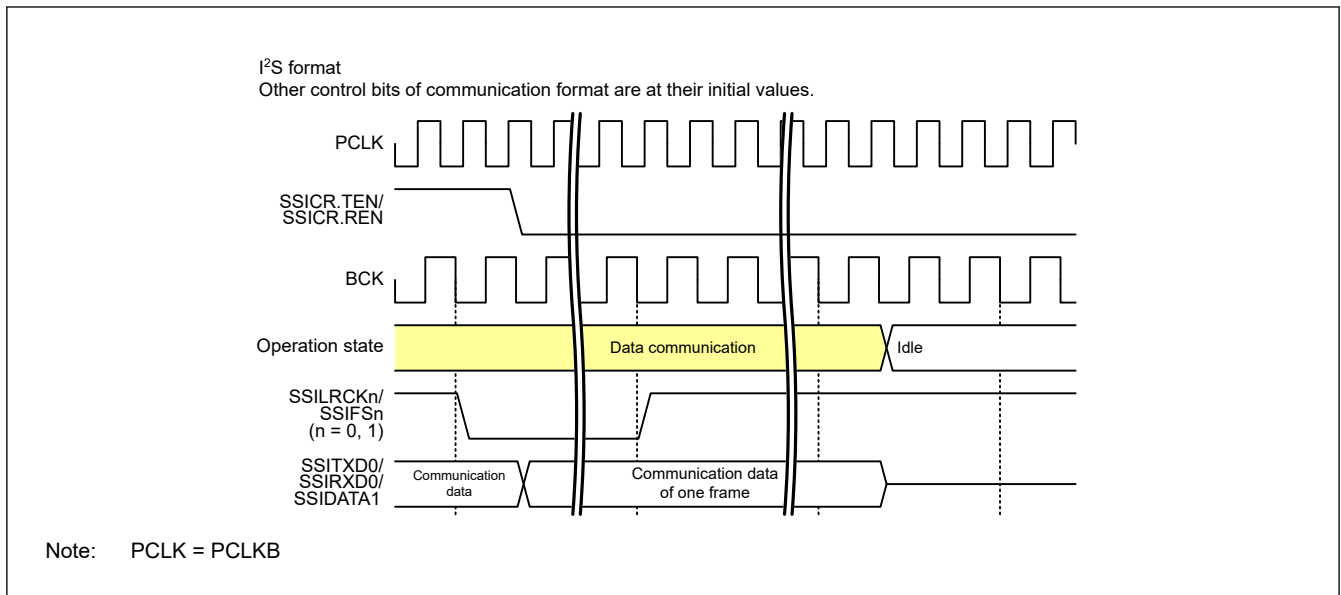 I²S format
Other control bits of communication format are at their initial values.
PCLK
SSICR.TEN/
SSICR.REN
BCK
Operation state
Data communication
Idle
SSILRCKn/
SSIFSn
(n = 0, 1)
SSITXD0/
SSIRXD0/
SSIDATA1
Communication
data
Communication data
of one frame
Note: PCLK = PCLKB